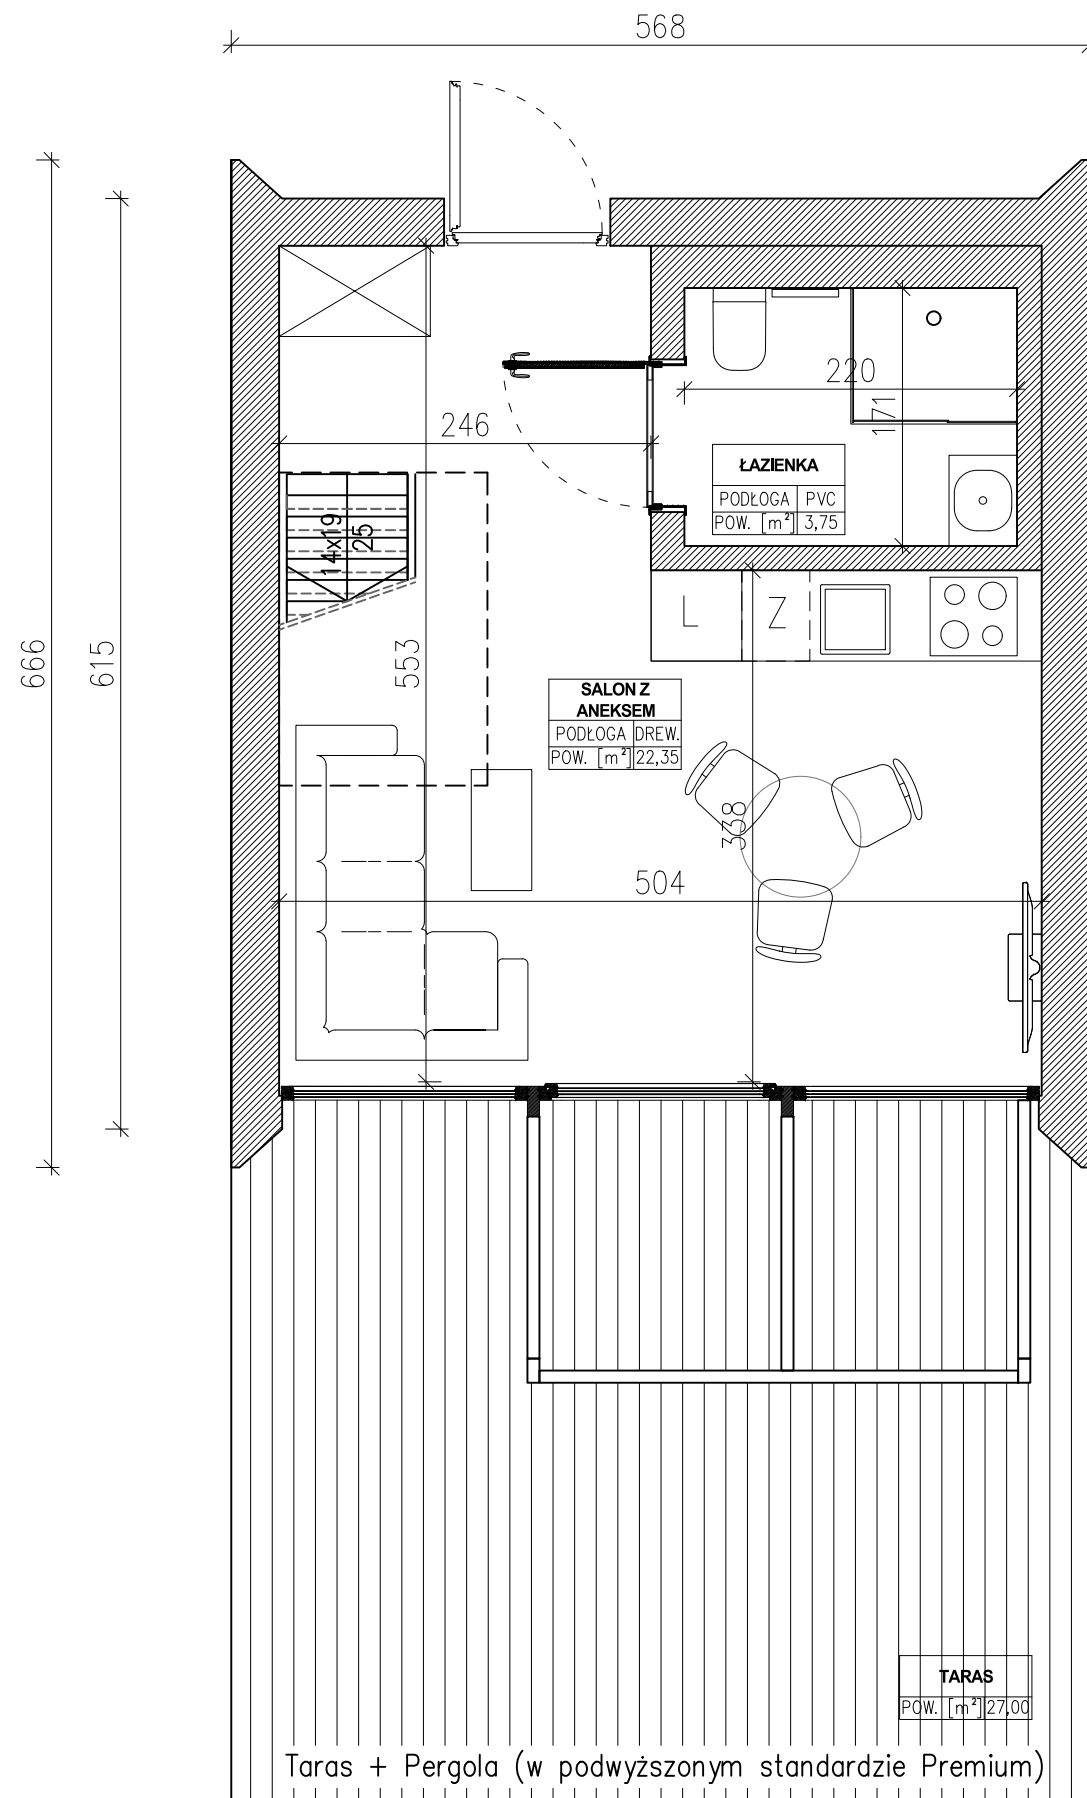 568
666
615
246
220
171
ŁAZIENKA
PODŁOGA PVC
POW. [m²] 3,75
14x19
25
L
Z
553
SALON Z
ANEKSEM
PODŁOGA DREW.
POW. [m²] 22,35
338
504
TARAS
POW. [m²] 27,00
Taras + Pergola (w podwyższonym standardzie Premium)